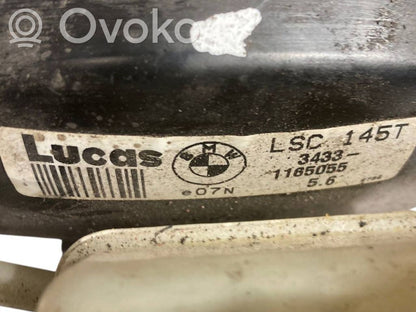 Ovoko
Lucas
BMW
LSC 145T
3433-
1165055
e07N
5.6